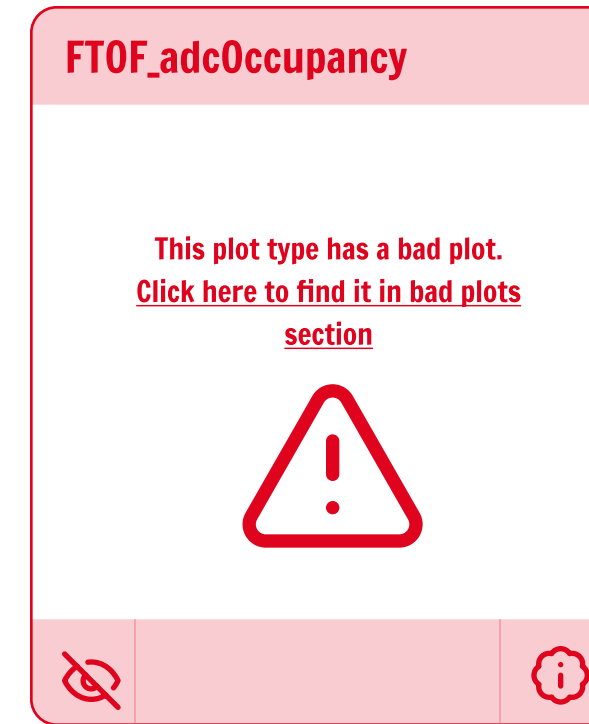 FTOF_adcOccupancy
This plot type has a bad plot.
Click here to find it in bad plots
section